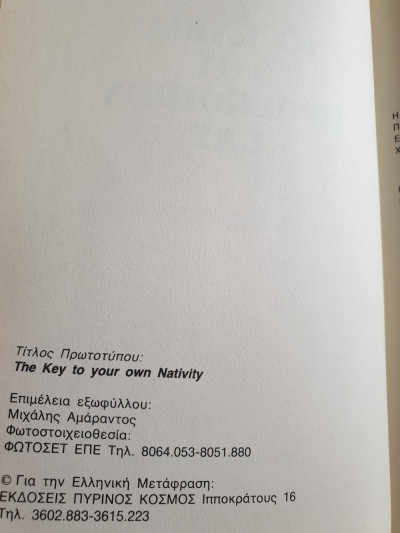 Τίτλος Πρωτοτύπου:
The Key to your own Nativity
Επιμέλεια εξωφύλλου:
Μιχάλης Αμάραντος
Φωτοστοιχειοθεσία:
ΦΩΤΟΣΕΤ ΕΠΕ Τηλ. 8064.053-8051.880
© Για την Ελληνική Μετάφραση:
ΕΚΔΟΣΕΙΣ ΠΥΡΙΝΟΣ ΚΟΣΜΟΣ Ιπποκράτους 16
Τηλ. 3602.883-3615.223
Η
Π
Ε
Χ